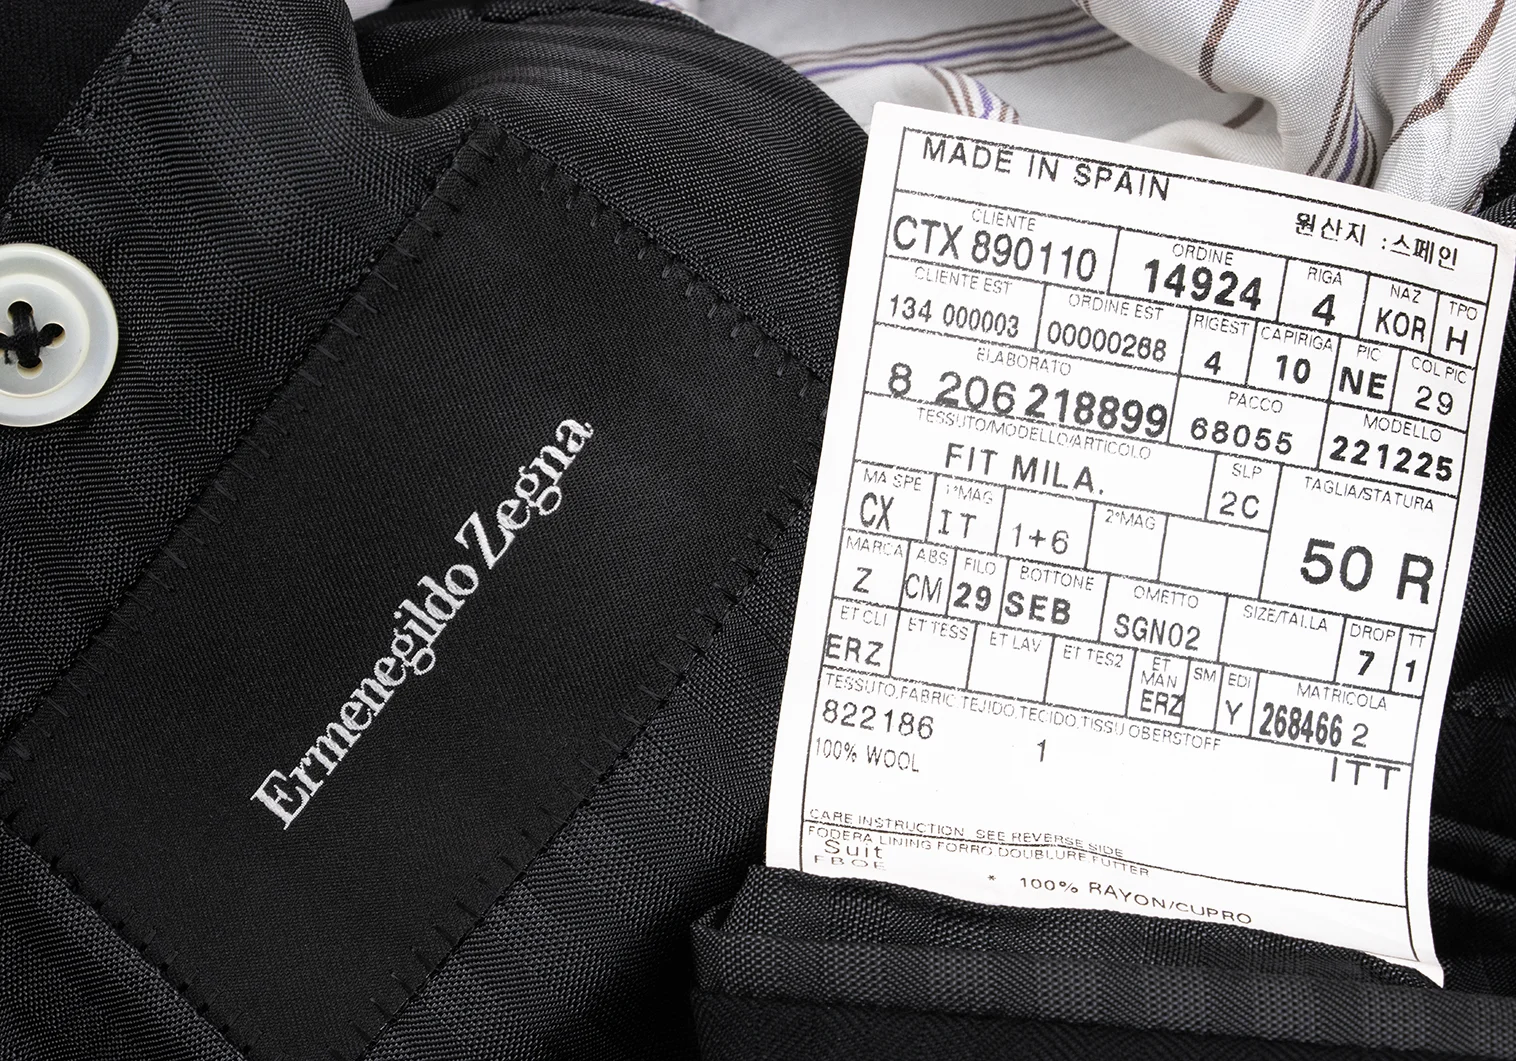 Ermenegildo Zegna
MADE IN SPAIN
원산지 : 스페인
CLIENTE ORDINE RIGA NAZ TPO
CTX 890110 14924 4 KOR H
CLIENTE EST ORDINE EST RIGEST CAPIRIGA PIC COL PIC
134 000003 00000268 4 10 NE 29
ELABORATO PACCO MODELLO
8 206 218899 68055 221225
TESSUTO/MODELLO/ARTICOLO SLP TAGLIA/STATURA
FIT MILA. 2C 50 R
MA SPE 1°MAG 2°MAG
CX IT 1+6
MARCA ABS FILO BOTTONE OMETTO SIZE/TAILLA DROP TT
Z CM 29 SEB SGN02 7 1
ET CLI ET TESS ET LAV ET TES2 ET MAN SM EDI MATRICOLA
ERZ ERZ Y 268466 2
TESSUTO,FABRIC TEJIDO,TECIDO,TISSU OBERSTOFF
822186 1 ITT
100% WOOL
CARE INSTRUCTION SEE REVERSE SIDE
FODERA LINING FORRO DOUBLURE FUTTER
Suit
* 100% RAYON/CUPRO